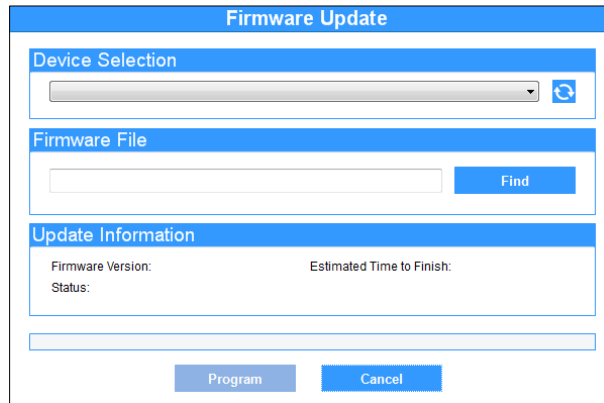 Firmware Update
Device Selection
Firmware File
Find
Update Information
Firmware Version: Estimated Time to Finish:
Status:
Program Cancel